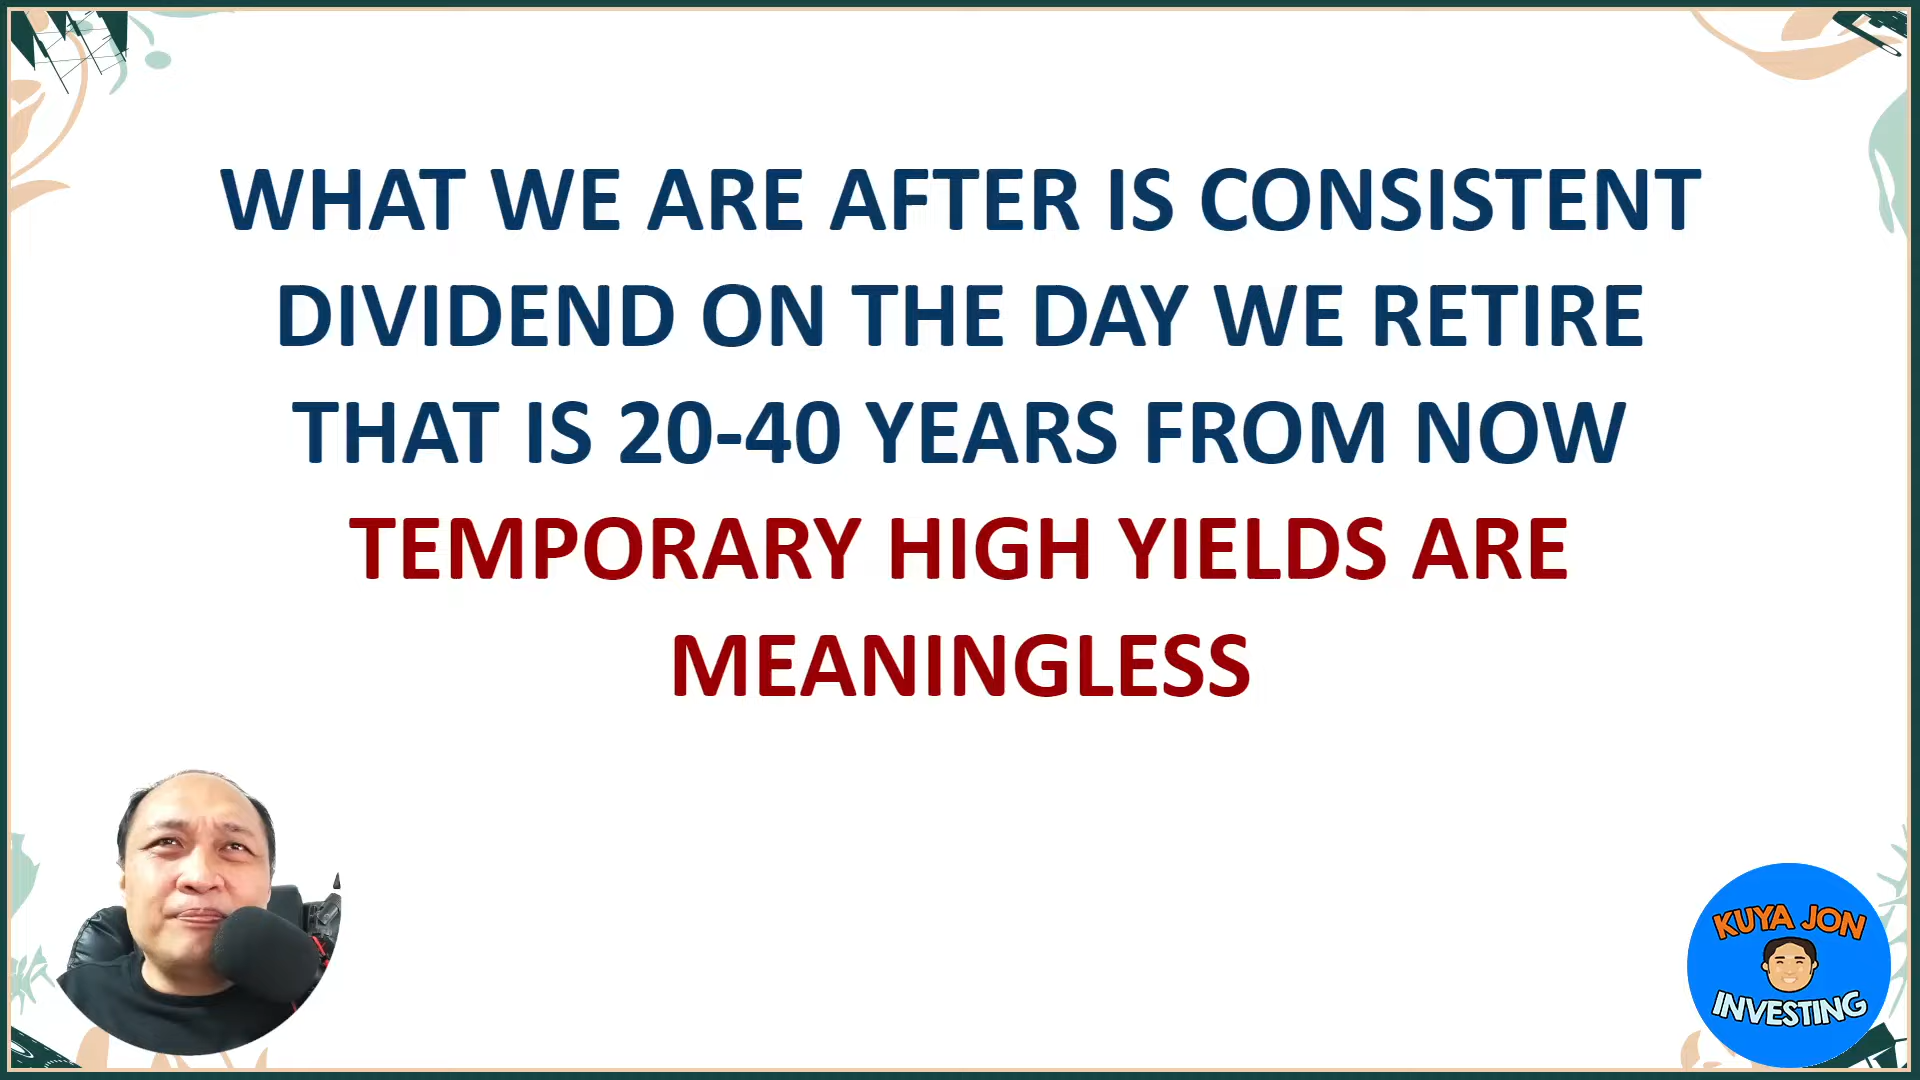 WHAT WE ARE AFTER IS CONSISTENT
DIVIDEND ON THE DAY WE RETIRE
THAT IS 20-40 YEARS FROM NOW
TEMPORARY HIGH YIELDS ARE
MEANINGLESS
KUYA JON
INVESTING